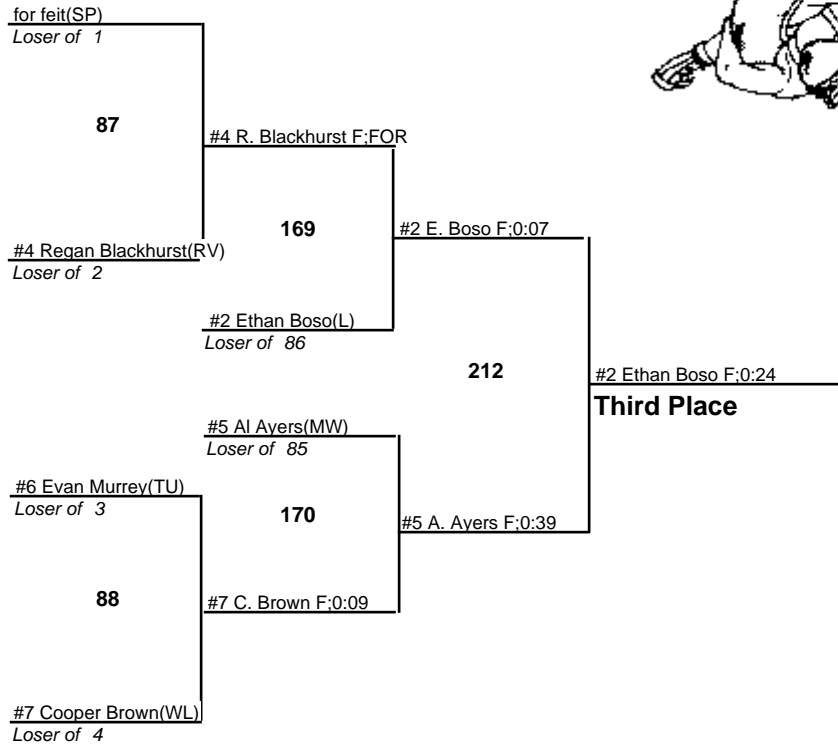 for feit(SP)
Loser of 1
87
#4 R. Blackhurst F;FOR
#4 Regan Blackhurst(RV)
Loser of 2
169
#2 E. Boso F;0:07
#2 Ethan Boso(L)
Loser of 86
212
#2 Ethan Boso F;0:24
Third Place
#5 Al Ayers(MW)
Loser of 85
#6 Evan Murrey(TU)
Loser of 3
170
#5 A. Ayers F;0:39
88
#7 C. Brown F;0:09
#7 Cooper Brown(WL)
Loser of 4